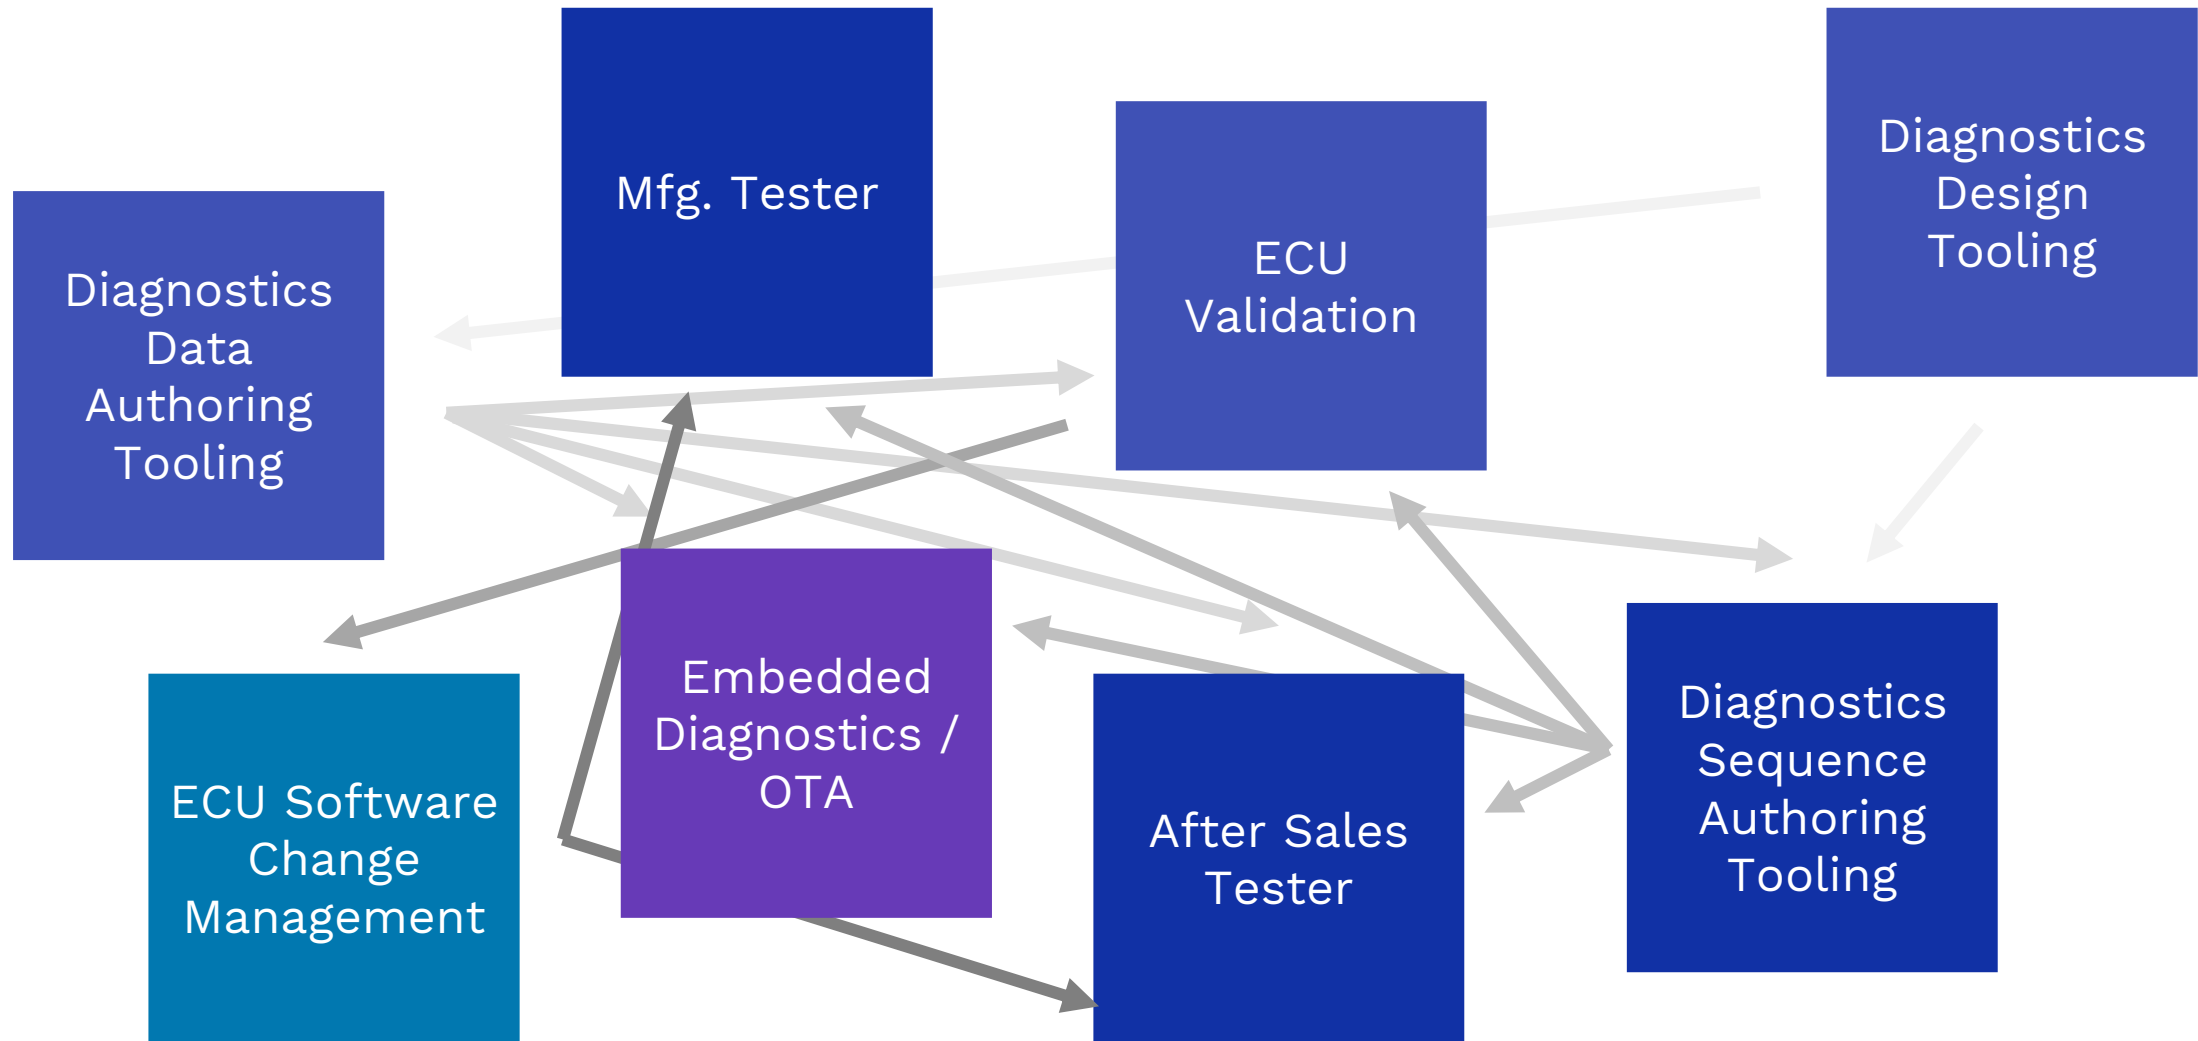 Mfg. Tester
Diagnostics
Design
Tooling
ECU
Validation
Diagnostics
Data
Authoring
Tooling
Embedded
Diagnostics /
OTA
Diagnostics
Sequence
Authoring
Tooling
ECU Software
Change
Management
After Sales
Tester